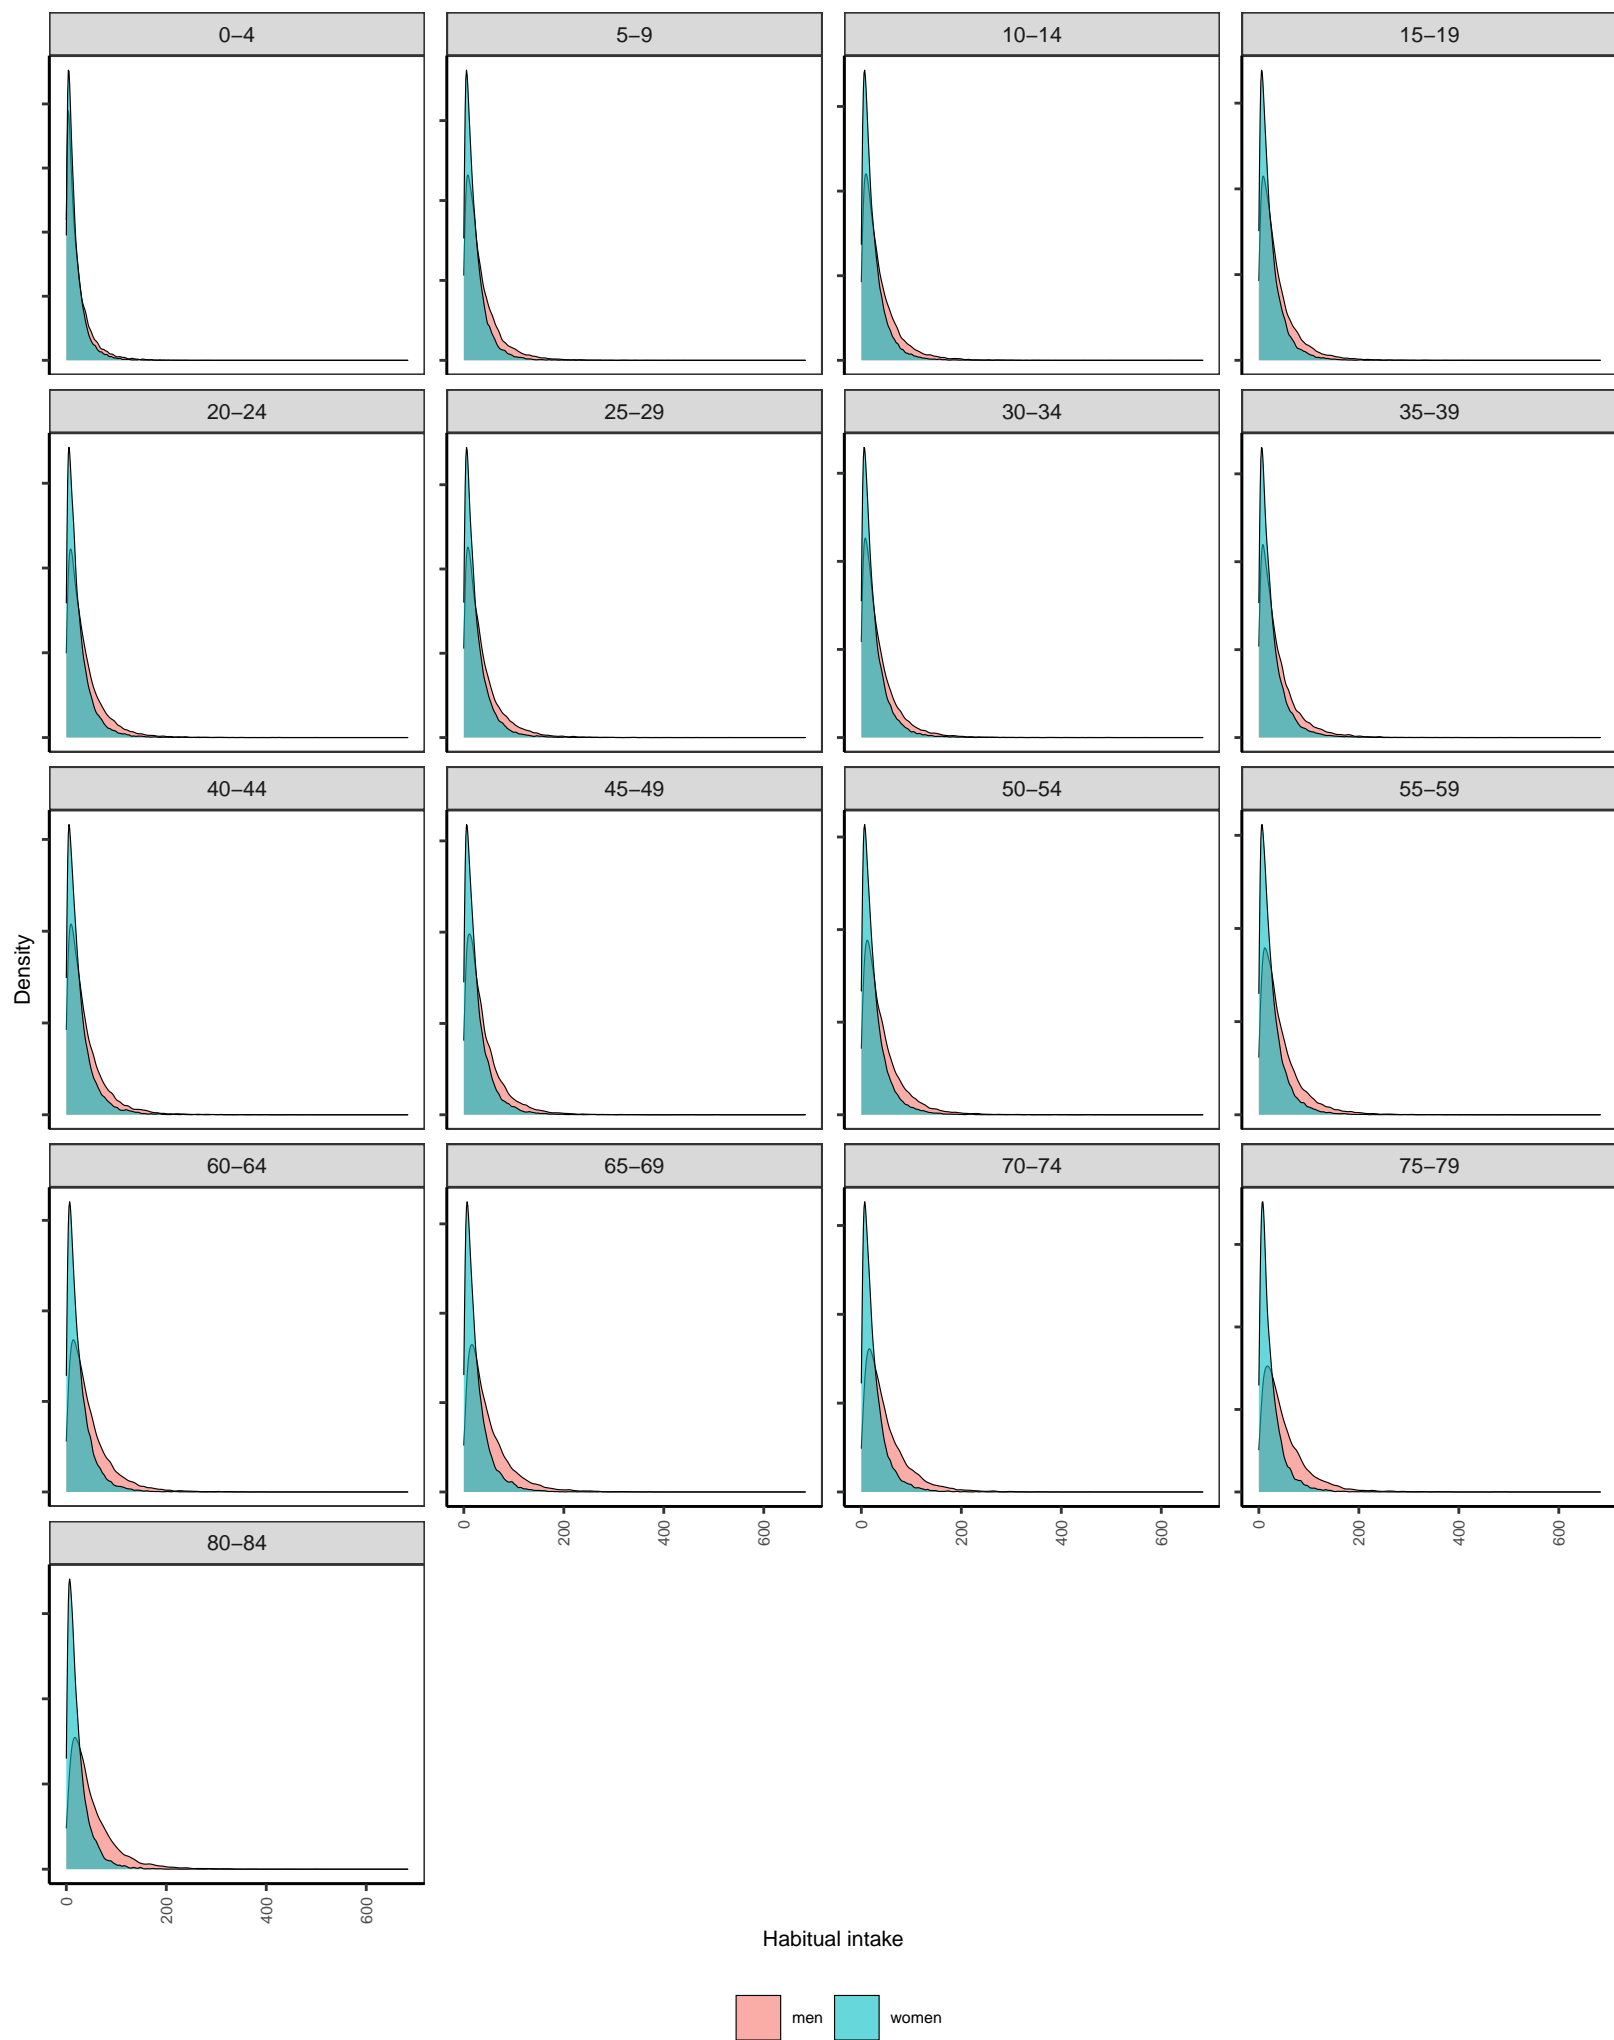 0–4 5–9 10–14 15–19
20–24 25–29 30–34 35–39
40–44 45–49 50–54 55–59
Density
60–64 65–69 70–74 75–79
0 200 400 600 0 200 400 600 0 200 400 600
80–84
0 200 400 600
Habitual intake
men women